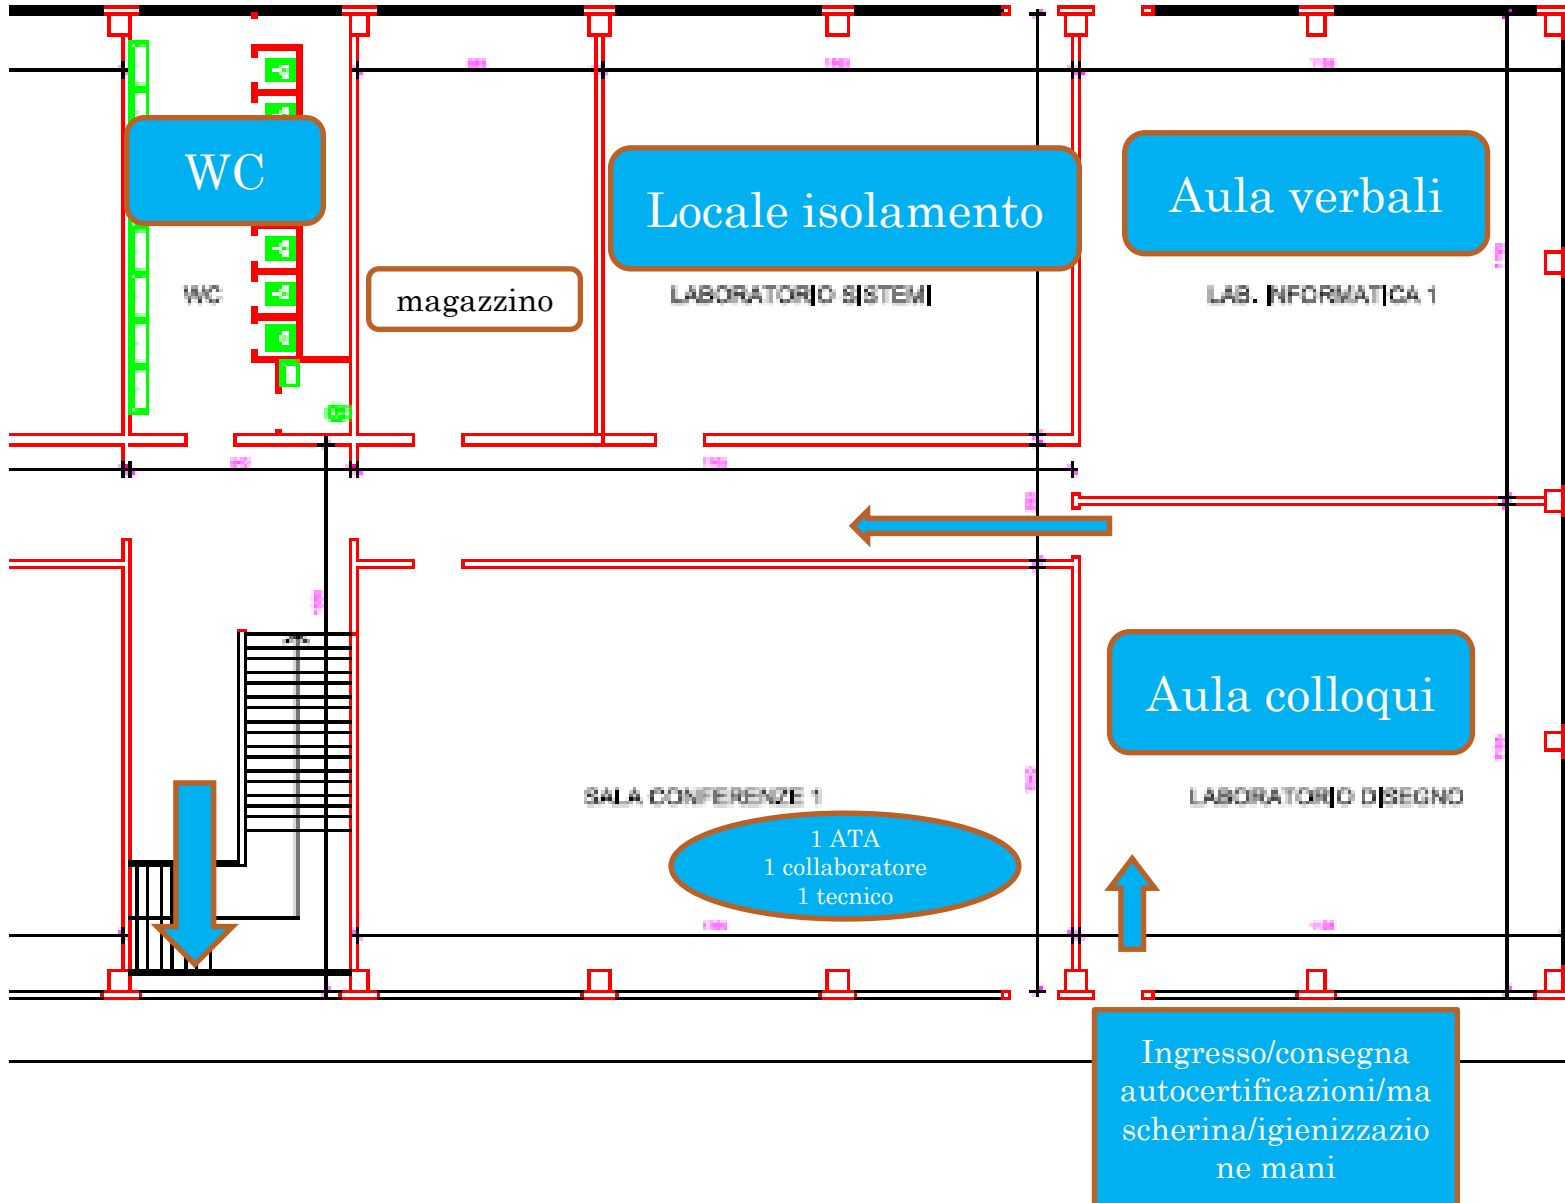 WC
Locale isolamento
Aula verbali
WC
magazzino
LABORATORIO SISTEMI
LAB. INFORMATICA 1
Aula colloqui
SALA CONFERENZE 1
LABORATORIO DISEGNO
1 ATA
1 collaboratore
1 tecnico
Ingresso/consegna
autocertificazioni/ma
scherina/igienizzazio
ne mani